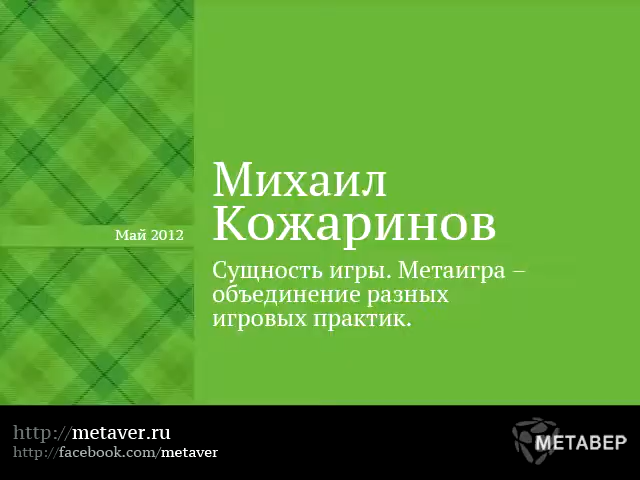 Май 2012
Михаил
Кожаринов
Сущность игры. Метаигра –
объединение разных
игровых практик.
http://metaver.ru
http://facebook.com/metaver
МЕТАВЕР